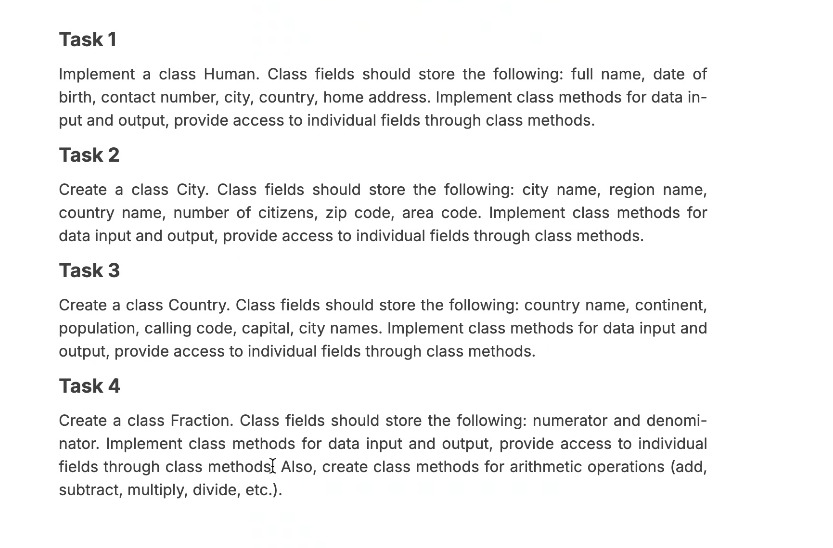 Task 1
Implement a class Human. Class fields should store the following: full name, date of
birth, contact number, city, country, home address. Implement class methods for data in-
put and output, provide access to individual fields through class methods.
Task 2
Create a class City. Class fields should store the following: city name, region name,
country name, number of citizens, zip code, area code. Implement class methods for
data input and output, provide access to individual fields through class methods.
Task 3
Create a class Country. Class fields should store the following: country name, continent,
population, calling code, capital, city names. Implement class methods for data input and
output, provide access to individual fields through class methods.
Task 4
Create a class Fraction. Class fields should store the following: numerator and denomi-
nator. Implement class methods for data input and output, provide access to individual
fields through class methods. Also, create class methods for arithmetic operations (add,
subtract, multiply, divide, etc.).